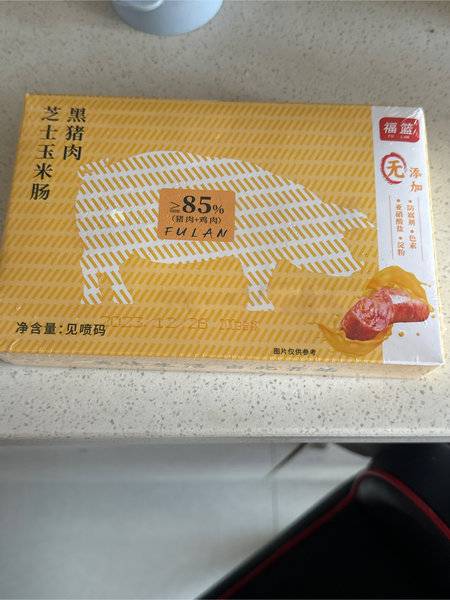 黑猪肉
芝士玉米肠
福篮
FU LAN
无
添加
防腐剂·色素
亚硝酸盐·淀粉
≥85%
(猪肉+鸡肉)
FULAN
净含量:见喷码
图片仅供参考